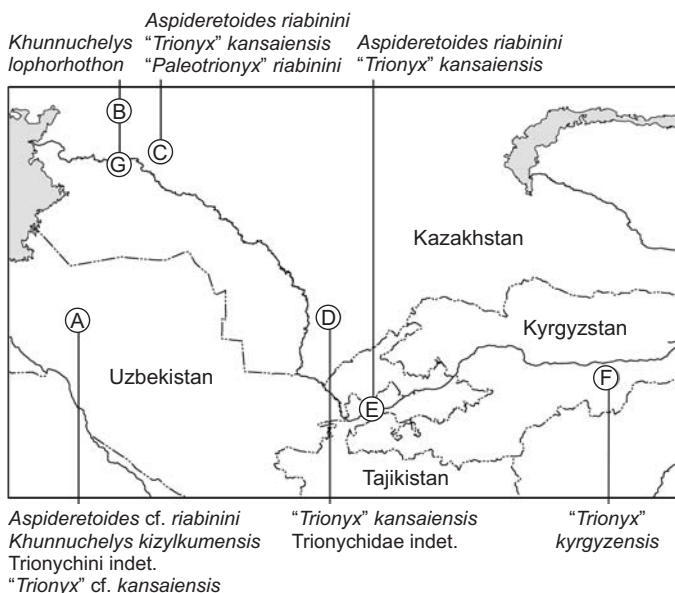 Khunnuchelys
lophorhothon
Aspideretoides riabinini
“Trionyx” kansaiensis
“Paleotrionyx” riabinini
Aspideretoides riabinini
“Trionyx” kansaiensis
B
G
C
Kazakhstan
A
D
Kyrgyzstan
Uzbekistan
F
E
Tajikistan
Aspideretoides cf. riabinini
Khunnuchelys kizylkumensis
Trionychini indet.
“Trionyx” cf. kansaiensis
“Trionyx” kansaiensis
Trionychidae indet.
“Trionyx”
kyrgyzensis